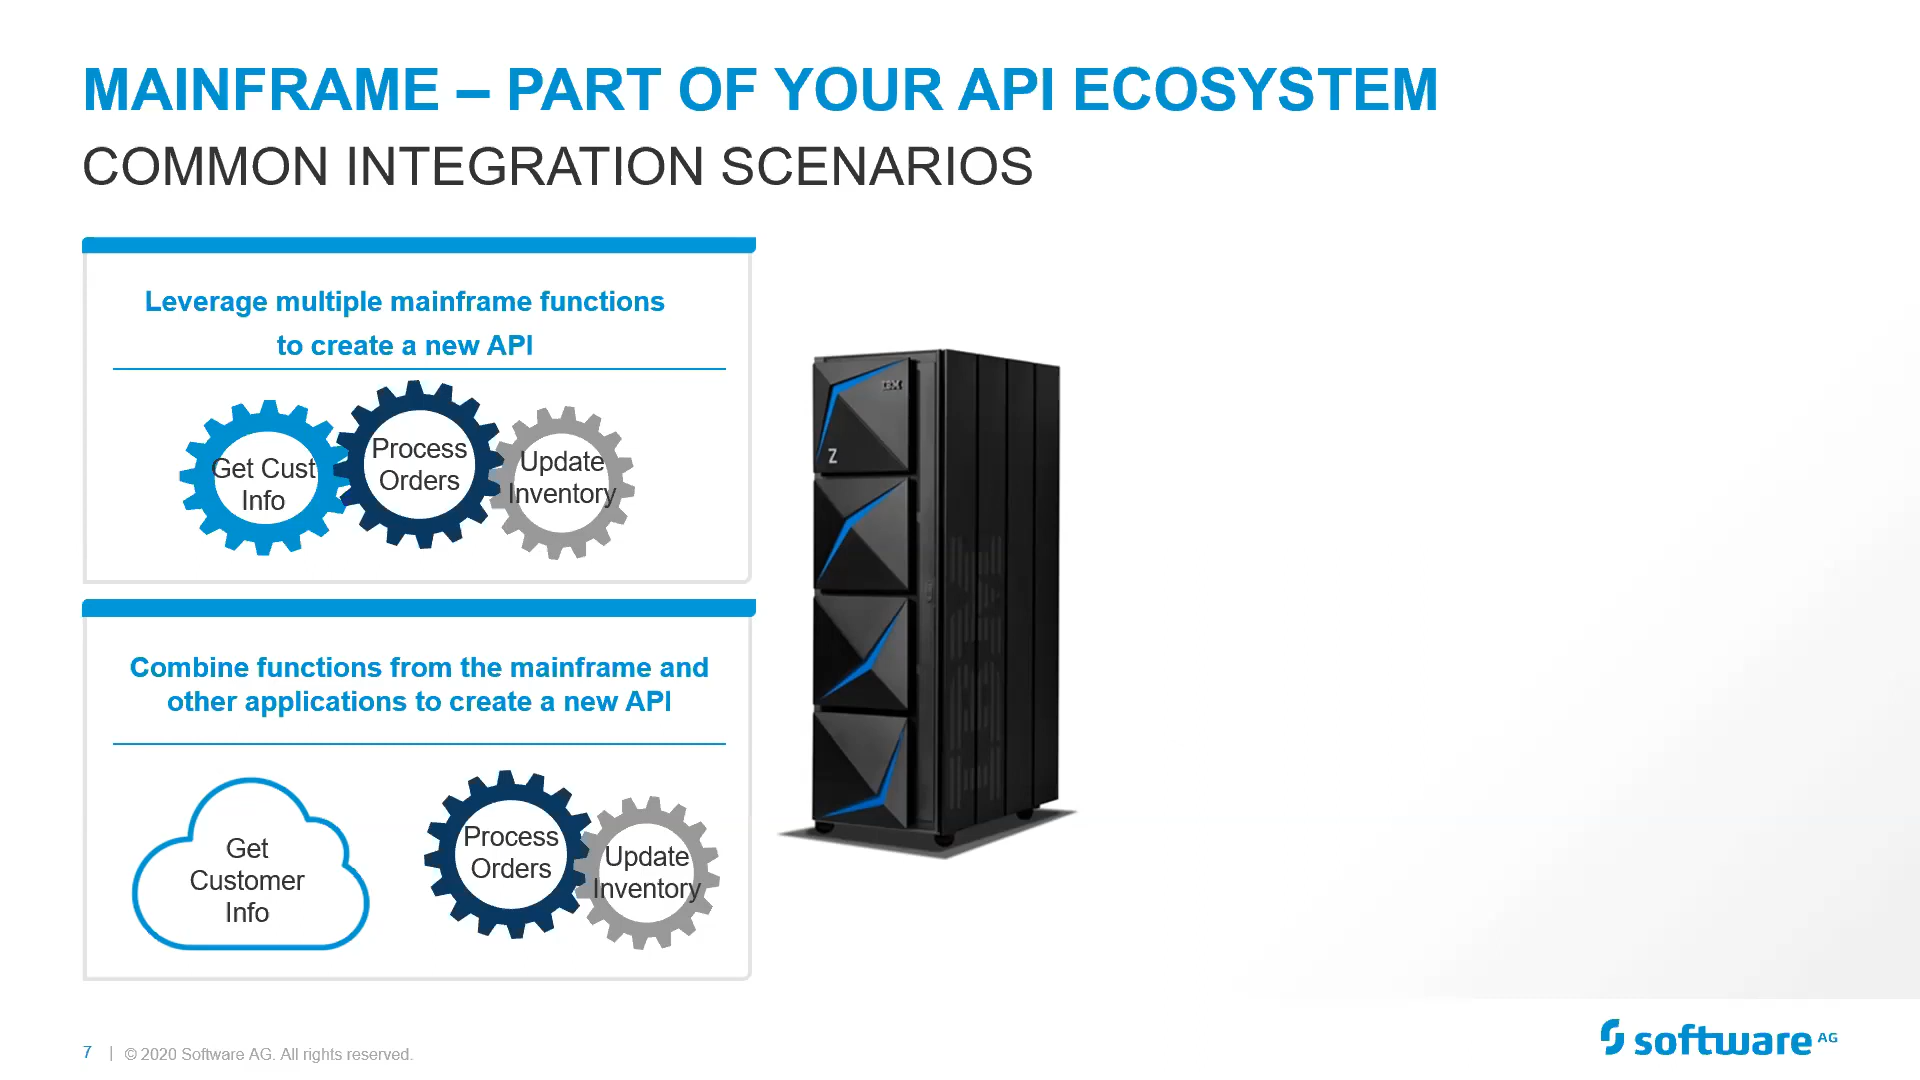 MAINFRAME – PART OF YOUR API ECOSYSTEM
COMMON INTEGRATION SCENARIOS
Leverage multiple mainframe functions
to create a new API
Get Cust
Info
Process
Orders
Update
Inventory
IBM
Z
Combine functions from the mainframe and
other applications to create a new API
Get
Customer
Info
Process
Orders
Update
Inventory
7 | © 2020 Software AG. All rights reserved.
software AG